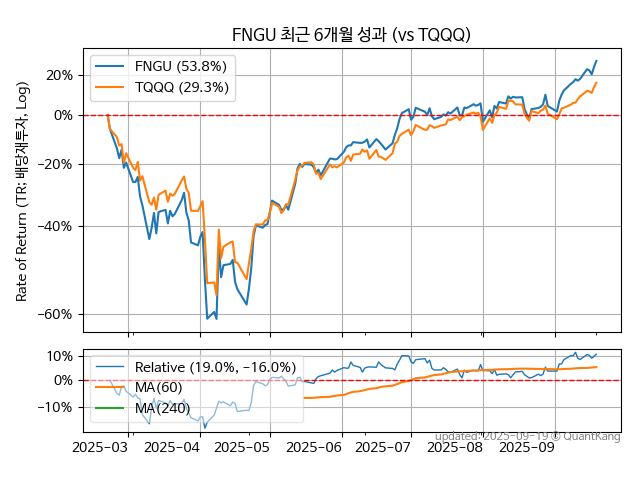 FNGU 최근 6개월 성과 (vs TQQQ)
Rate of Return (TR: 배당재투자, Log)
FNGU (53.8%)
TQQQ (29.3%)
20%
0%
−20%
−40%
−60%
10%
0%
−10%
Relative (19.0%, −16.0%)
MA(60)
MA(240)
2025-03
2025-04
2025-05
2025-06
2025-07
2025-08
2025-09
updated: 2025-09-19 © QuantKang